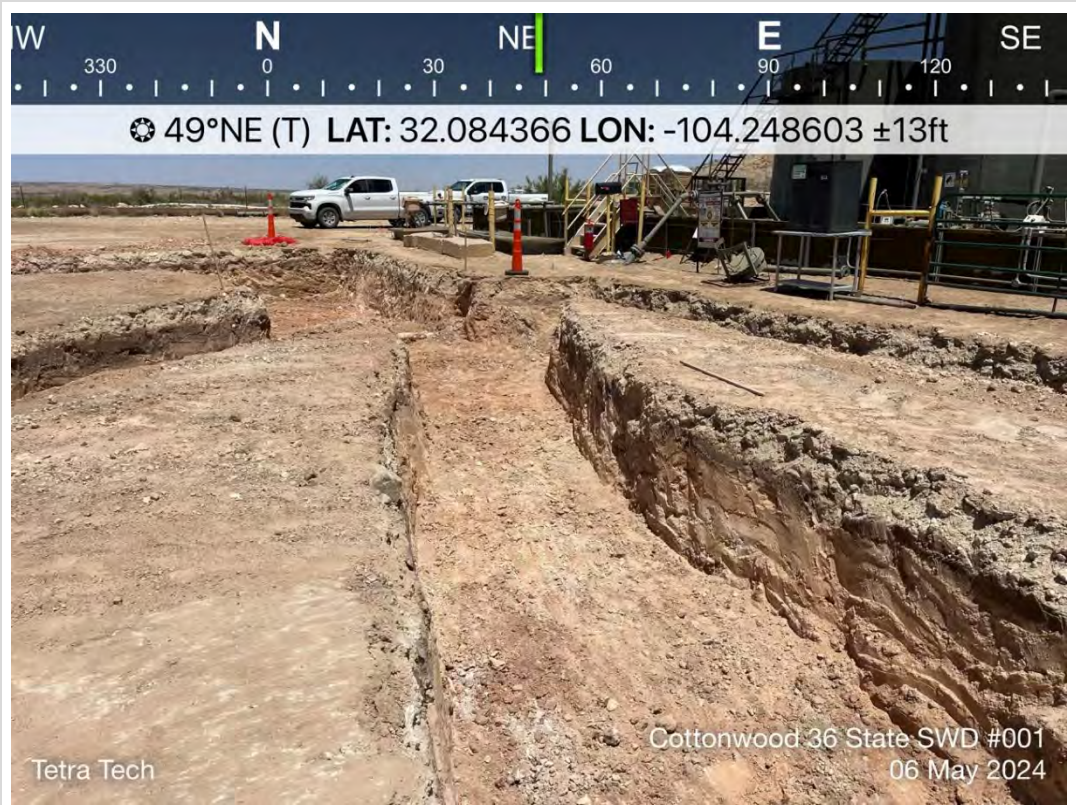 W N NE E SE
330 0 30 60 90 120
49°NE (T) LAT: 32.084366 LON: -104.248603 ±13ft
Cottonwood 36 State SWD #001
Tetra Tech 06 May 2024